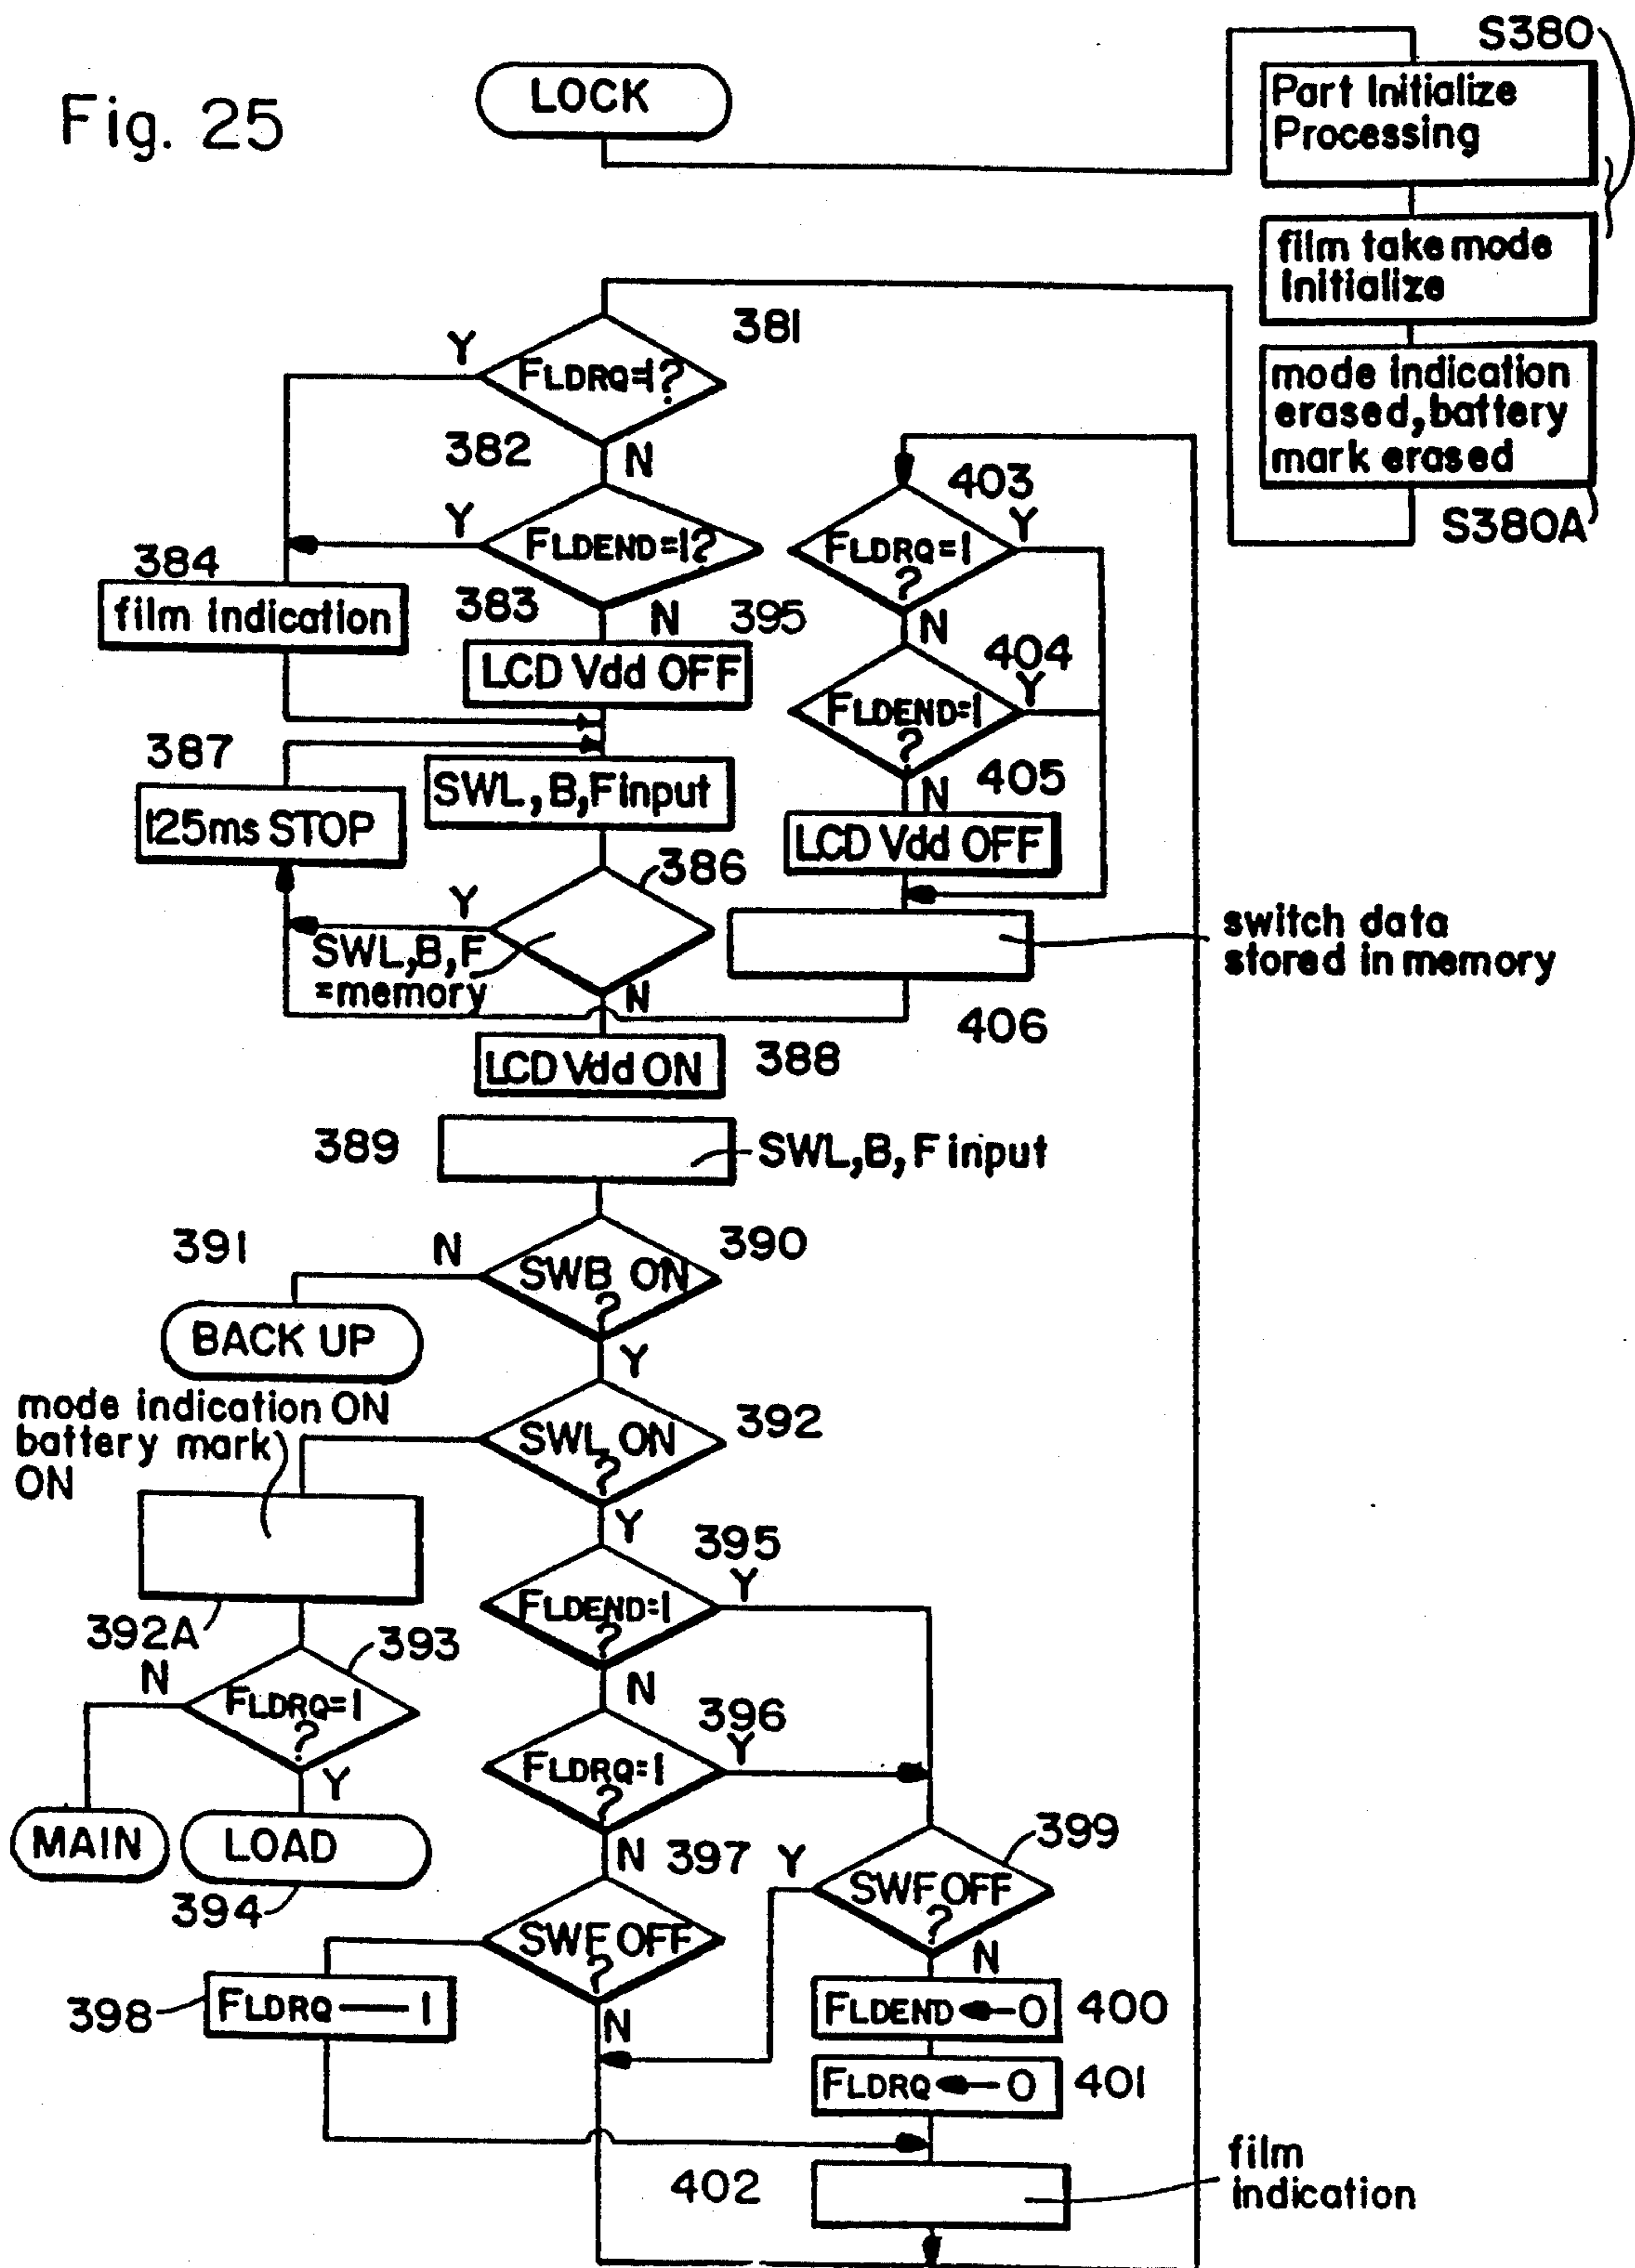 Fig. 25
LOCK
S380
Part Initialize
Processing
film take mode
initialize
mode indication
erased, battery
mark erased
S380A
381
Y
FLDRQ=1?
382
N
Y
FLDEND=1?
384
film indication
383
N
395
LCD Vdd OFF
403
Y
FLDRQ=1
?
N
404
Y
FLDEND=1
?
N
405
LCD Vdd OFF
387
125ms STOP
SWL, B, F input
386
Y
SWL, B, F
=memory
N
switch data
stored in memory
406
LCD Vdd ON
388
389
SWL, B, F input
391
N
390
SWB ON
?
BACK UP
Y
mode indication ON
battery mark
ON
392
SWL ON
?
Y
395
Y
FLDEND=1
?
392A
393
N
FLDRQ=1
?
Y
N
396
Y
FLDRQ=1
?
MAIN
LOAD
394
N
397
Y
399
SWF OFF
?
N
SWF OFF
?
398
FLDRQ — 1
N
FLDEND ← 0
400
FLDRQ ← 0
401
402
film
indication